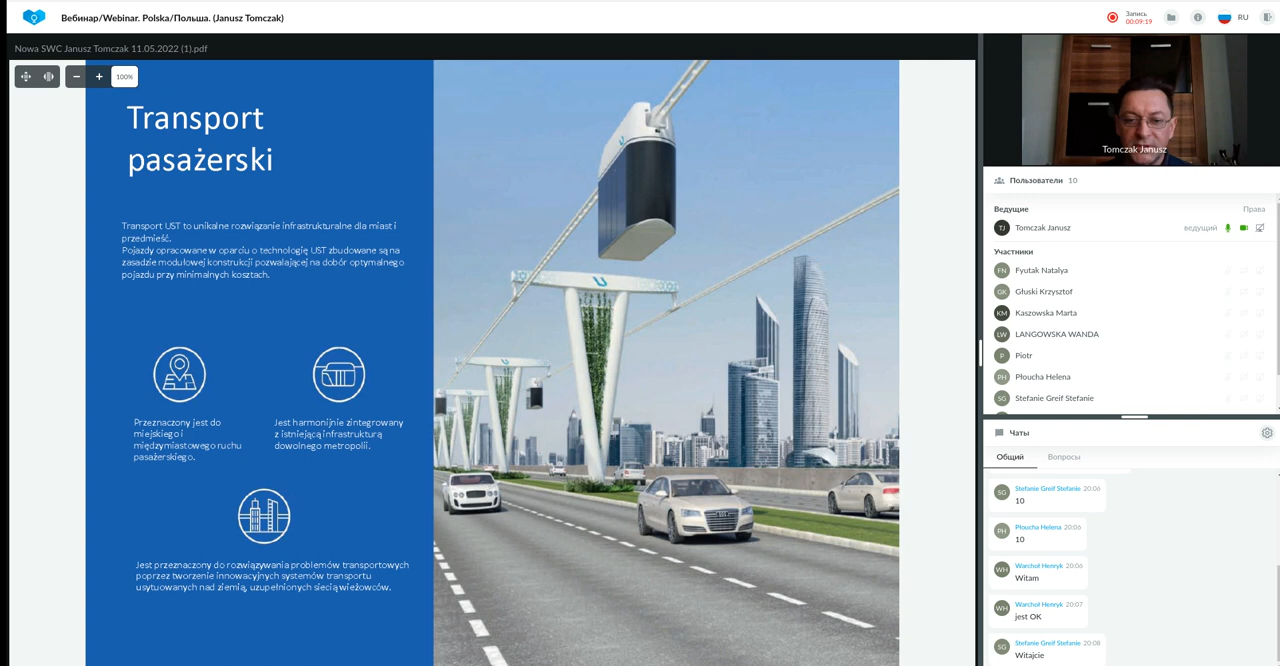 Вебинар/Webinar. Polska/Польша. (Janusz Tomczak)
Запись
00:09:19
RU
Nowa SWC Janusz Tomczak 11.05.2022 (1).pdf
100%
Transport
pasażerski
Transport UST to unikalne rozwiązanie infrastrukturalne dla miast i
przedmieść.
Pojazdy opracowane w oparciu o technologię UST zbudowane są na
zasadzie modułowej konstrukcji pozwalającej na dobór optymalnego
pojazdu przy minimalnych kosztach.
Przeznaczony jest do
miejskiego i
międzymiastowego ruchu
pasażerskiego.
Jest harmonijnie zintegrowany
z istniejącą infrastrukturą
dowolnego metropolii.
Jest przeznaczony do rozwiązywania problemów transportowych
poprzez tworzenie innowacyjnych systemów transportu
usytuowanych nad ziemią, uzupełnionych siecią wieżowców.
Tomczak Janusz
Пользователи 10
Ведущие Права
TJ Tomczak Janusz ведущий
Участники
FN Fyutak Natalya
GK Głuski Krzysztof
KM Kaszowska Marta
LW LANGOWSKA WANDA
P Piotr
PH Płoucha Helena
SG Stefanie Greif Stefanie
Чаты
Общий Вопросы
SG Stefanie Greif Stefanie 20:06
10
PH Płoucha Helena 20:06
10
WH Warchoł Henryk 20:06
Witam
WH Warchoł Henryk 20:07
jest OK
SG Stefanie Greif Stefanie 20:08
Witajcie